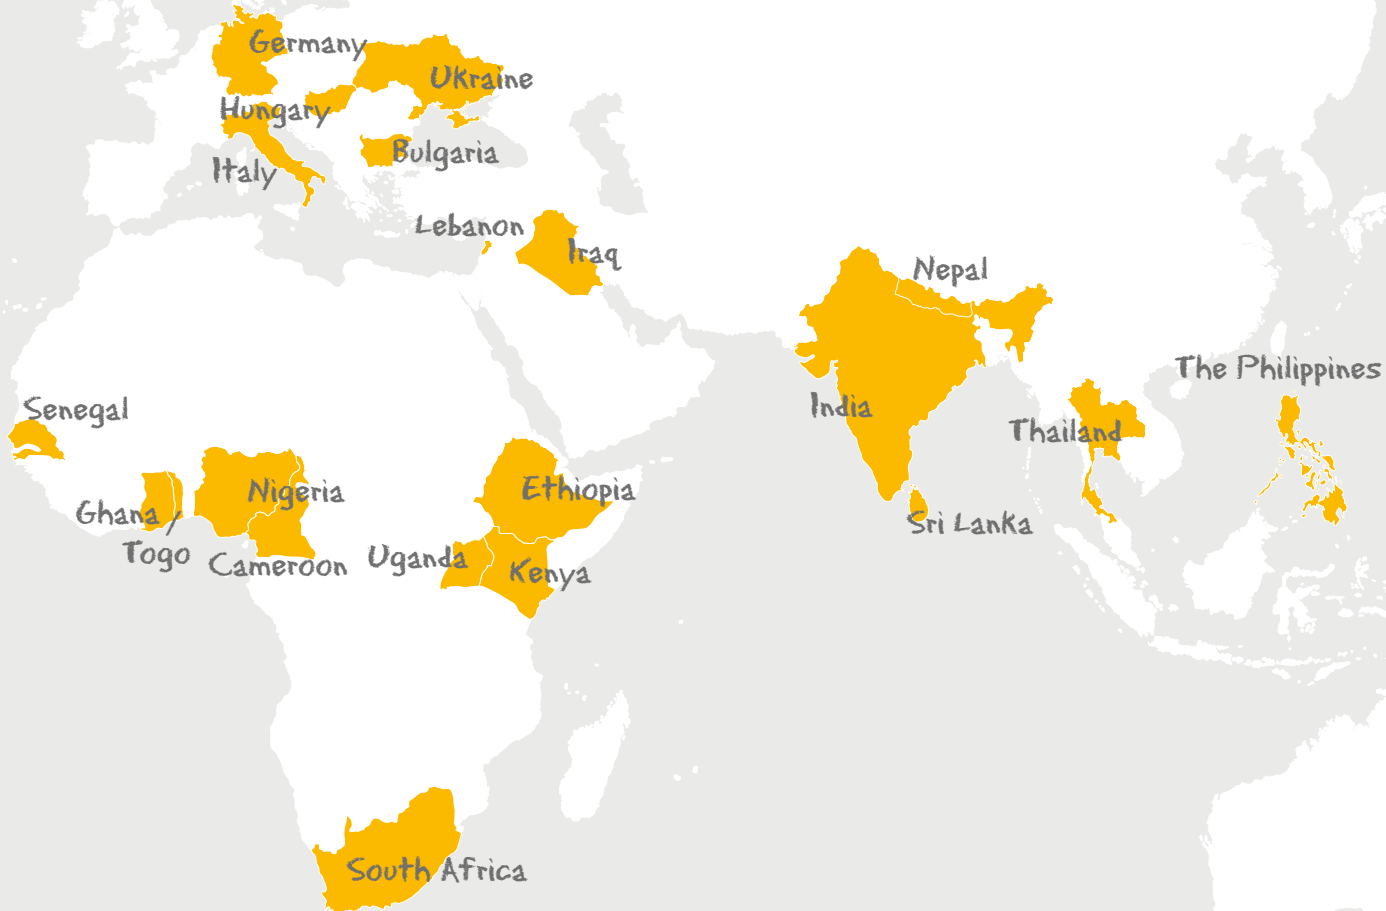 Germany
Ukraine
Hungary
Bulgaria
Italy
Lebanon
Iraq
Nepal
The Philippines
India
Senegal
Thailand
Nigeria
Ethiopia
Ghana
Sri Lanka
Togo
Cameroon
Uganda
Kenya
South Africa